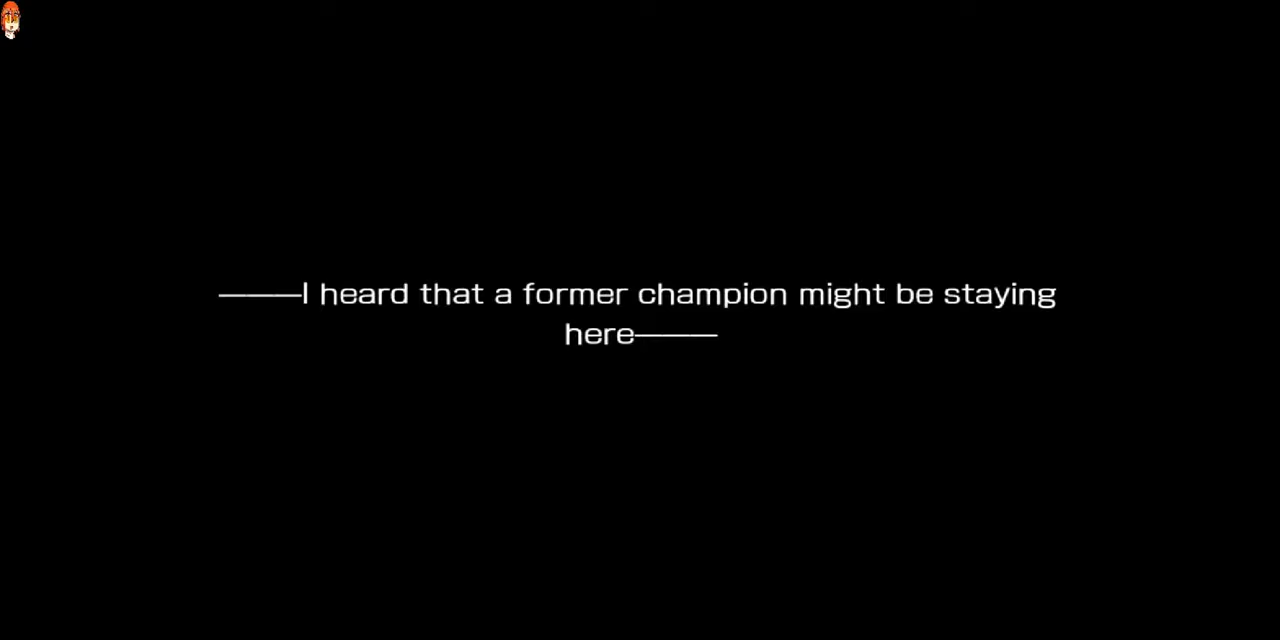 ———I heard that a former champion might be staying
here———